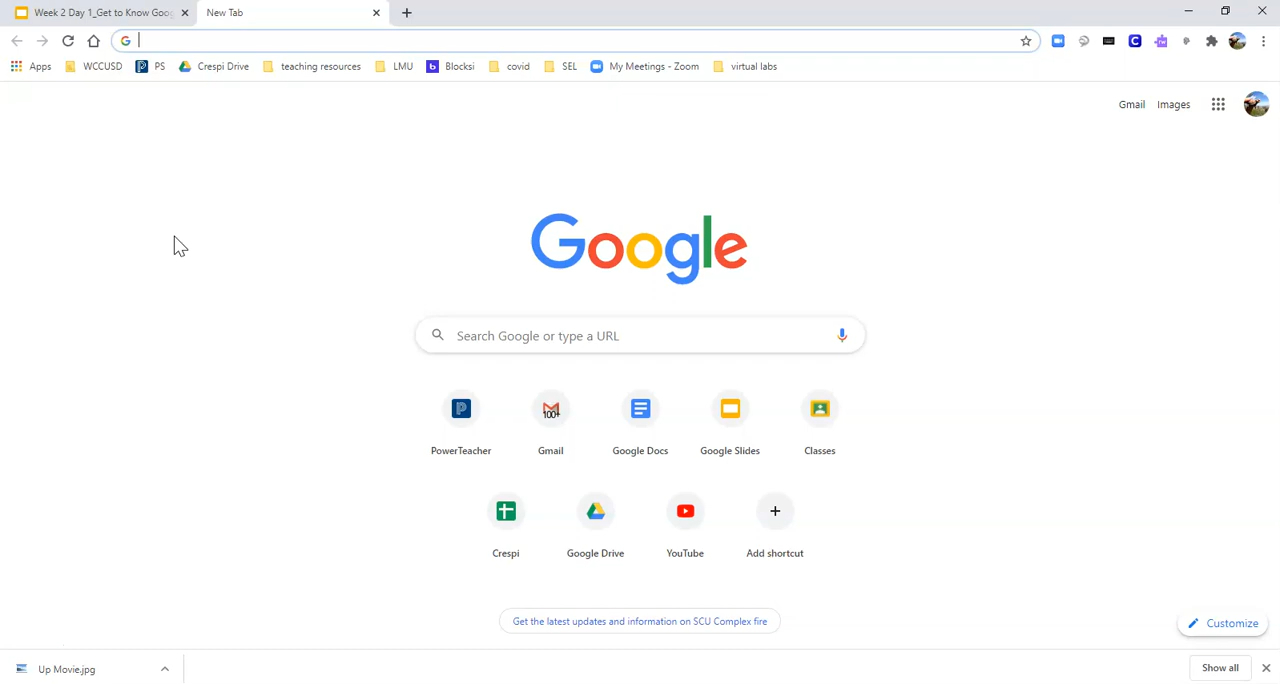 Week 2 Day 1_Get to Know Goo
New Tab
Apps
WCCUSD
PS
Crespi Drive
teaching resources
LMU
Blocksi
covid
SEL
My Meetings - Zoom
virtual labs
Gmail
Images
Google
Search Google or type a URL
100+
PowerTeacher
Gmail
Google Docs
Google Slides
Classes
Crespi
Google Drive
YouTube
Add shortcut
Get the latest updates and information on SCU Complex fire
Customize
Up Movie.jpg
Show all